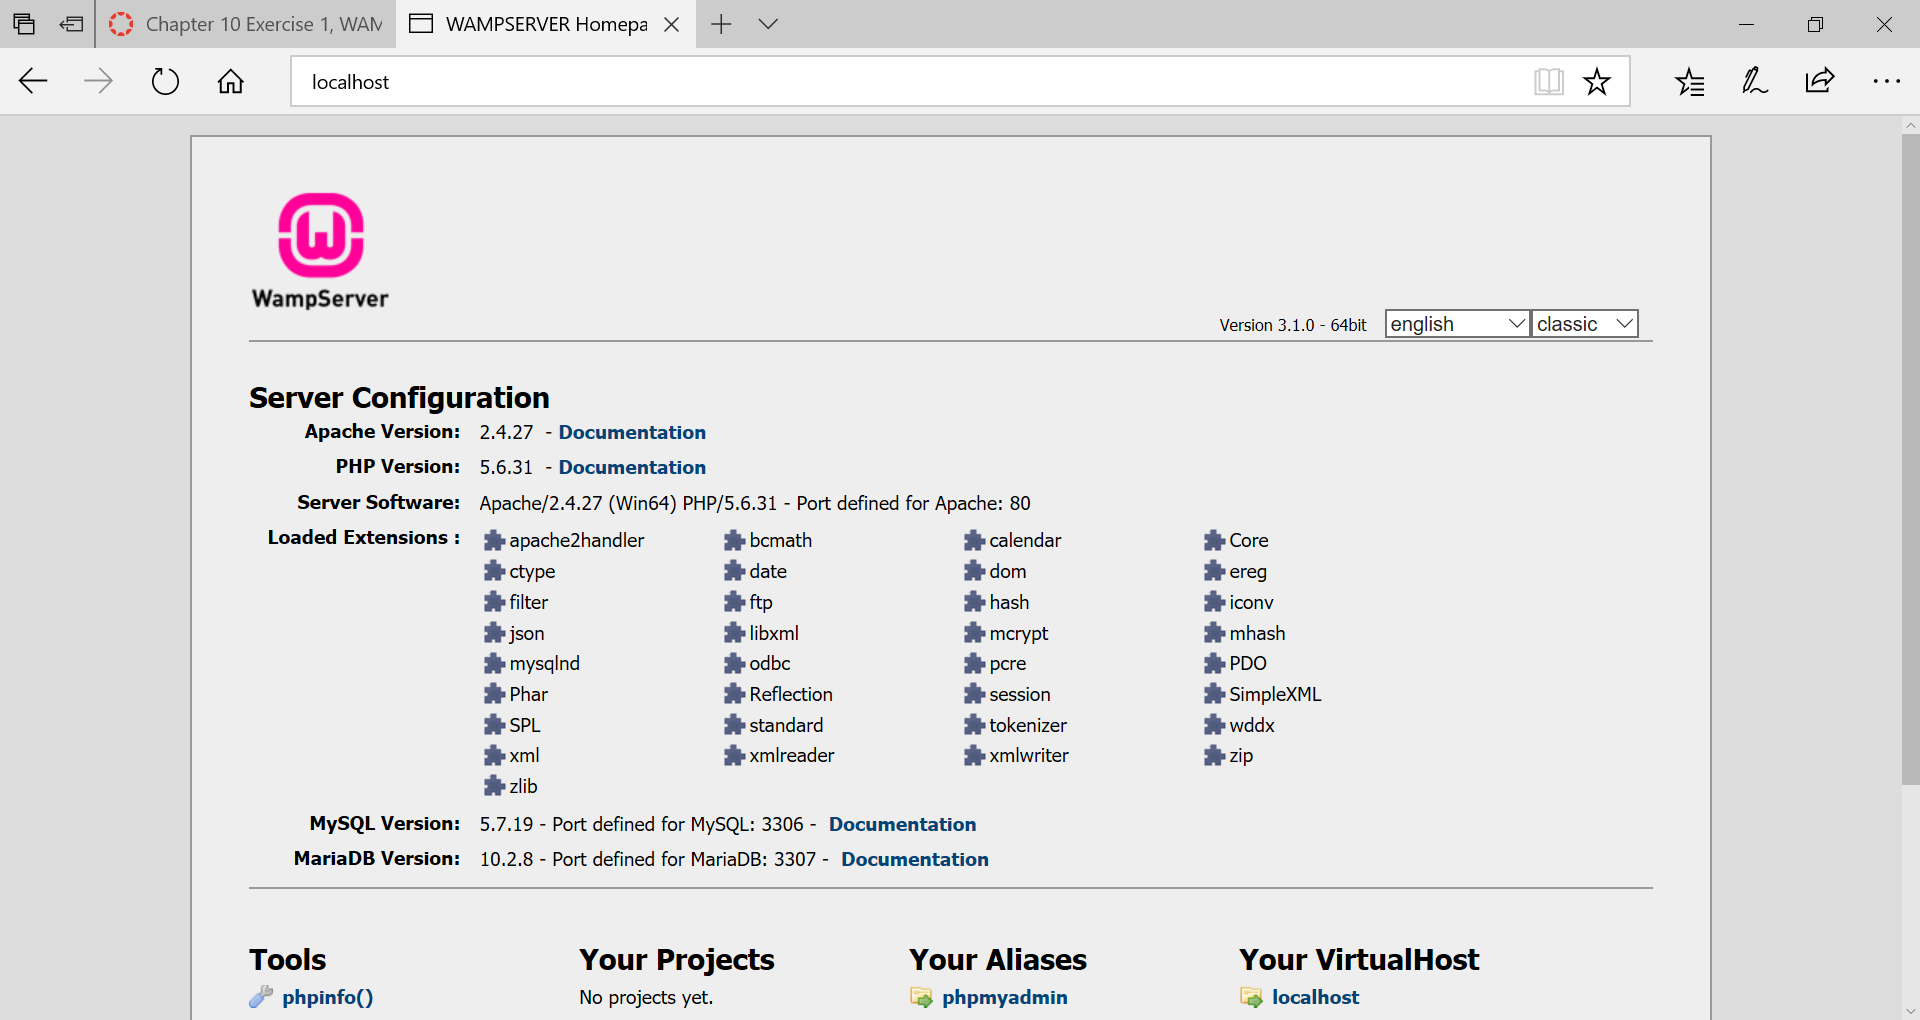 Chapter 10 Exercise 1, WAM
WAMPSERVER Homepa
localhost
WampServer
Version 3.1.0 - 64bit english classic
Server Configuration
Apache Version: 2.4.27 - Documentation
PHP Version: 5.6.31 - Documentation
Server Software: Apache/2.4.27 (Win64) PHP/5.6.31 - Port defined for Apache: 80
Loaded Extensions : apache2handler bcmath calendar Core
ctype date dom ereg
filter ftp hash iconv
json libxml mcrypt mhash
mysqlnd odbc pcre PDO
Phar Reflection session SimpleXML
SPL standard tokenizer wddx
xml xmlreader xmlwriter zip
zlib
MySQL Version: 5.7.19 - Port defined for MySQL: 3306 - Documentation
MariaDB Version: 10.2.8 - Port defined for MariaDB: 3307 - Documentation
Tools Your Projects Your Aliases Your VirtualHost
phpinfo() No projects yet. phpmyadmin localhost